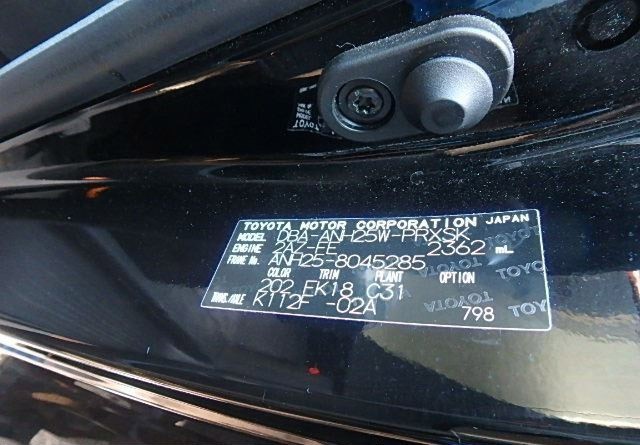 TOYOTA MOTOR CORPORATION JAPAN
MODEL DBA-ANH25W-PRXSK
ENGINE 2AZ-FE 2362 mL
FRAME No. ANH25-8045285
COLOR TRIM PLANT OPTION
202 FK18 C31
TRANS./AXLE K112F -02A 798